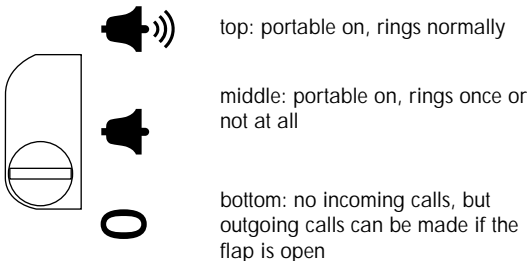 top: portable on, rings normally
middle: portable on, rings once or
not at all
bottom: no incoming calls, but
outgoing calls can be made if the
flap is open